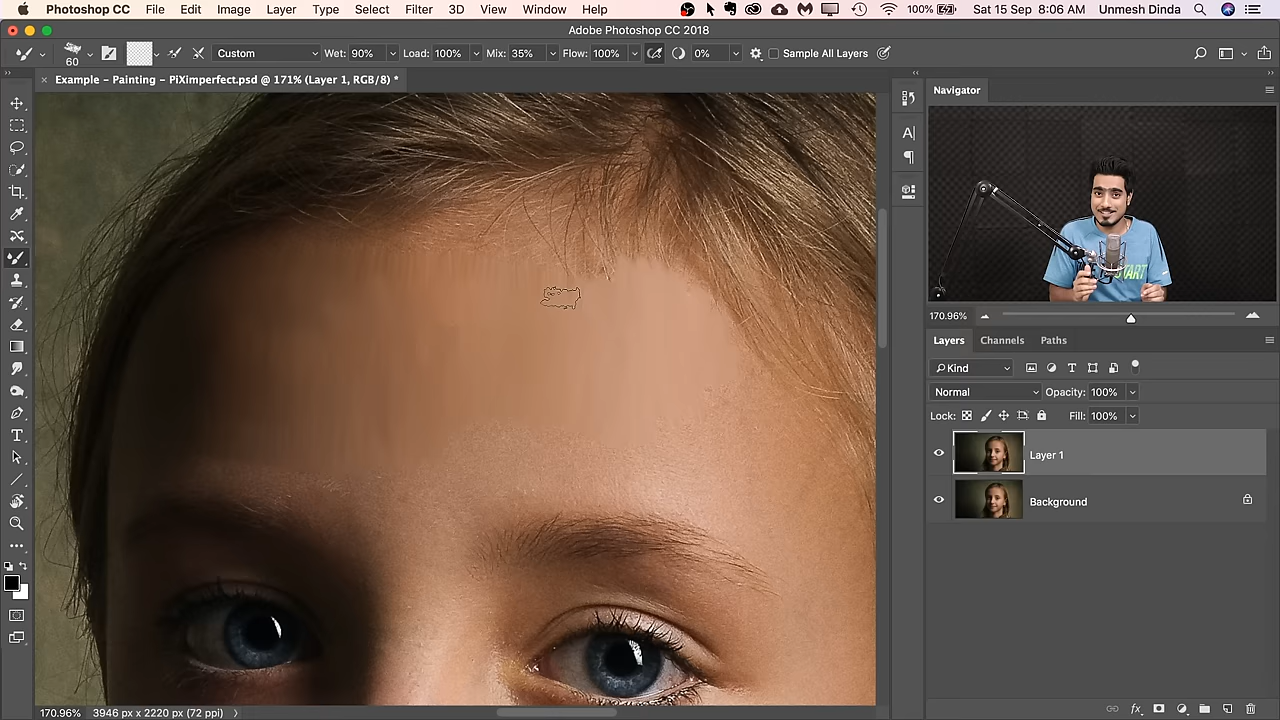 Photoshop CC File Edit Image Layer Type Select Filter 3D View Window Help 100% Sat 15 Sep 8:06 AM Unmesh Dinda
Adobe Photoshop CC 2018
60 Custom Wet: 90% Load: 100% Mix: 35% Flow: 100% 0% Sample All Layers
× Example - Painting - PiXimperfect.psd @ 171% (Layer 1, RGB/8) *
Navigator
START
170.96%
Layers Channels Paths
Kind
Normal Opacity: 100%
Lock: Fill: 100%
Layer 1
Background
170.96% 3946 px x 2220 px (72 ppi)